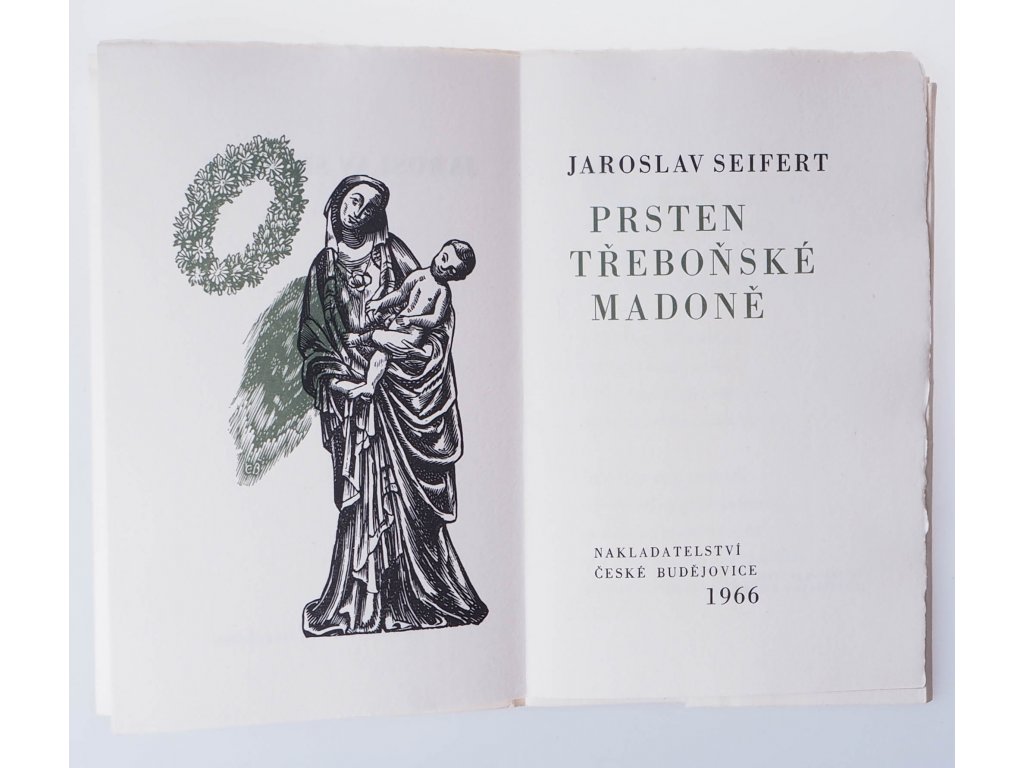 JAROSLAV SEIFERT
PRSTEN
TŘEBOŇSKÉ
MADONĚ
NAKLADATELSTVÍ
ČESKÉ BUDĚJOVICE
1966